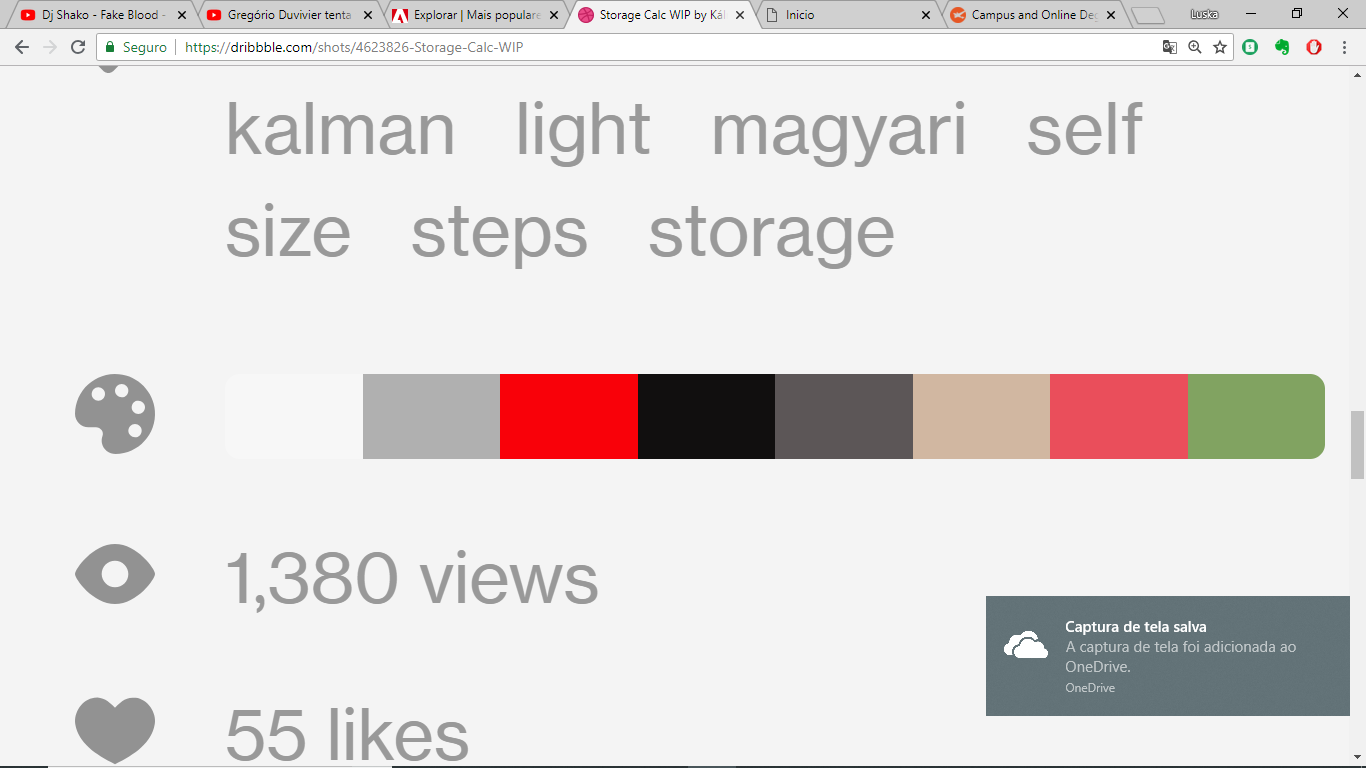 Dj Shako - Fake Blood -
Gregório Duvivier tenta
Explorar | Mais populare
Storage Calc WIP by Kál
Inicio
Campus and Online Deg
Luska
Seguro
https://dribbble.com/shots/4623826-Storage-Calc-WIP
kalman light magyari self
size steps storage
1,380 views
Captura de tela salva
A captura de tela foi adicionada ao
OneDrive.
OneDrive
55 likes